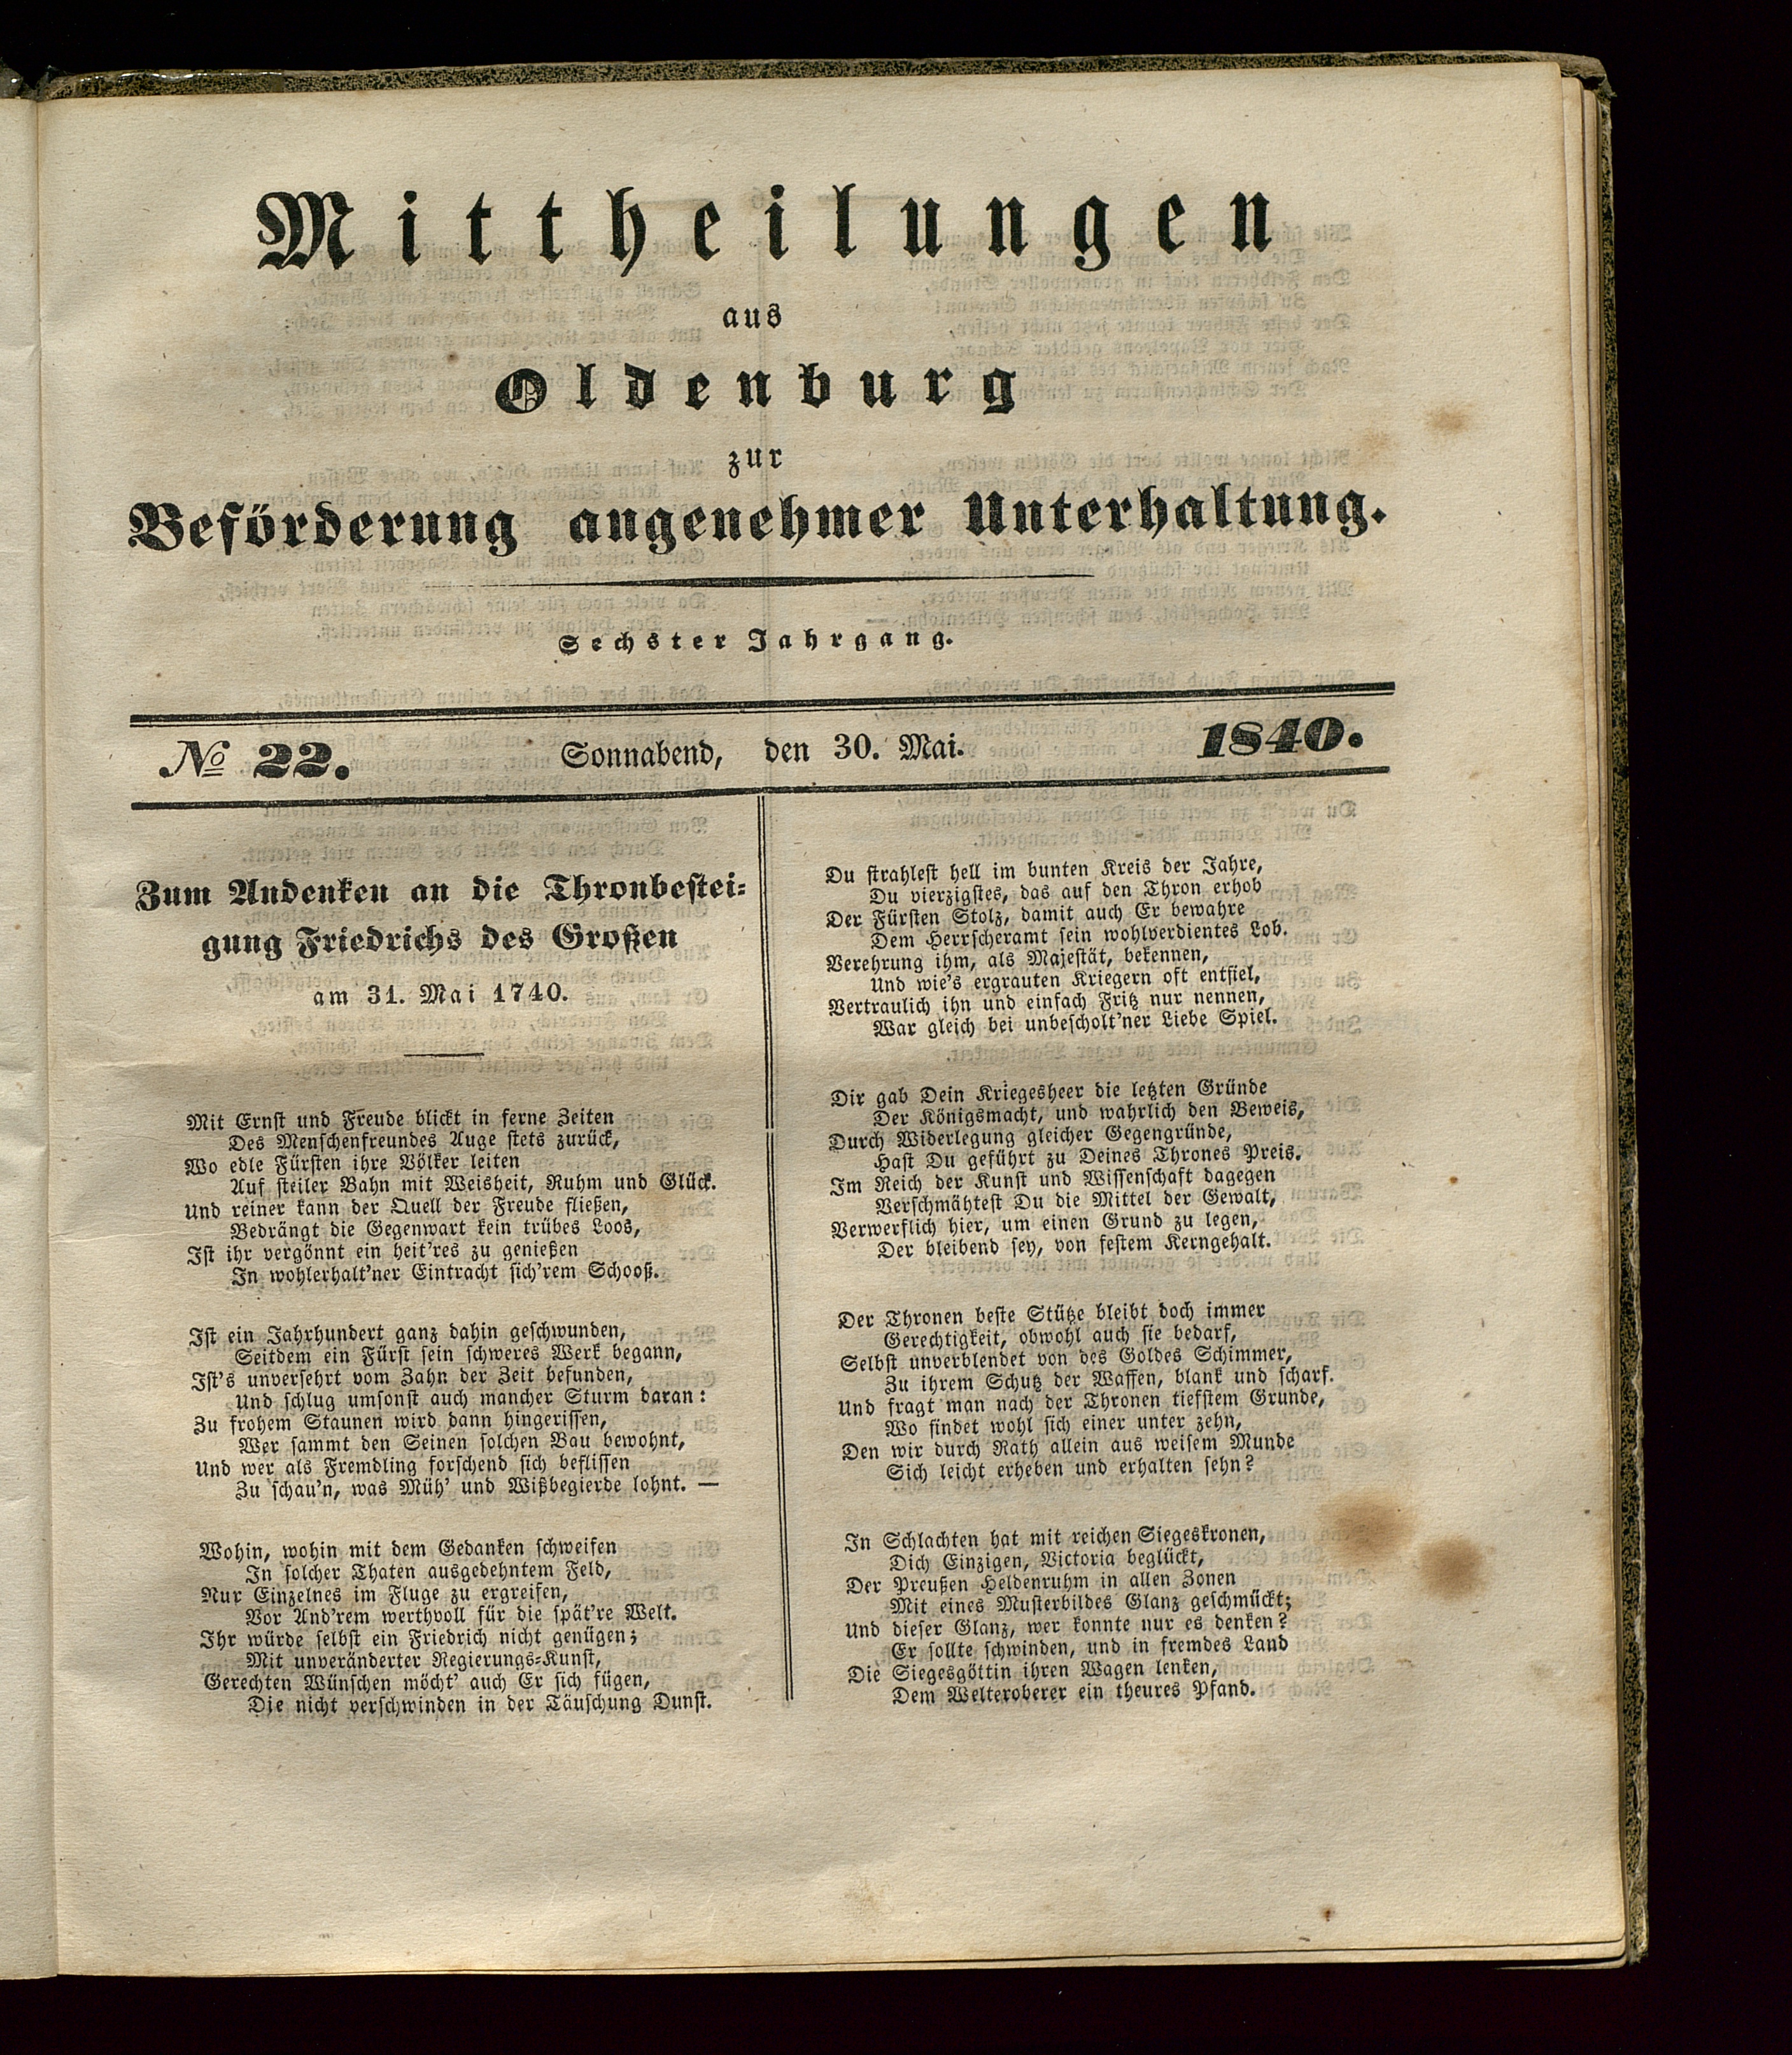 Mittheilungen
aus
Oldenburg
zur
Beförderung angenehmer Unterhaltung.
Sechster Jahrgang.
No 22. Sonnabend, den 30. Mai. 1840.
Zum Andenken an die Thronbestei=
gung Friedrichs des Großen
am 31. Mai 1740.
Mit Ernst und Freude blickt in ferne Zeiten
Des Menschenfreundes Auge stets zurück,
Wo edle Fürsten ihre Völker leiten
Auf steiler Bahn mit Weisheit, Ruhm und Glück.
Und reiner kann der Quell der Freude fließen,
Bedrängt die Gegenwart kein trübes Loos,
Ist ihr vergönnt ein heit'res zu genießen
In wohlerhalt'ner Eintracht sich'rem Schooß.
Ist ein Jahrhundert ganz dahin geschwunden,
Seitdem ein Fürst sein schweres Werk begann,
Ist's unversehrt vom Zahn der Zeit befunden,
Und schlug umsonst auch mancher Sturm daran:
Zu frohem Staunen wird dann hingerissen,
Wer sammt den Seinen solchen Bau bewohnt,
Und wer als Fremdling forschend sich beflissen
Zu schau'n, was Müh' und Wißbegierde lohnt. —
Wohin, wohin mit dem Gedanken schweifen
In solcher Thaten ausgedehntem Feld,
Nur Einzelnes im Fluge zu ergreifen,
Vor And'rem werthvoll für die spät're Welt.
Ihr würde selbst ein Friedrich nicht genügen;
Mit unveränderter Regierungs=Kunst,
Gerechten Wünschen möcht' auch Er sich fügen,
Die nicht verschwinden in der Täuschung Dunst.
Du strahlest hell im bunten Kreis der Jahre,
Du vierzigstes, das auf den Thron erhob
Der Fürsten Stolz, damit auch Er bewahre
Dem Herrscheramt sein wohlverdientes Lob.
Verehrung ihm, als Majestät, bekennen,
Und wie's ergrauten Kriegern oft entfiel,
Vertraulich ihn und einfach Fritz nur nennen,
War gleich bei unbescholt'ner Liebe Spiel.
Dir gab Dein Kriegesheer die letzten Gründe
Der Königsmacht, und wahrlich den Beweis,
Durch Widerlegung gleicher Gegengründe,
Hast Du geführt zu Deines Thrones Preis.
Im Reich der Kunst und Wissenschaft dagegen
Verschmähtest Du die Mittel der Gewalt,
Verwerflich hier, um einen Grund zu legen,
Der bleibend sey, von festem Kerngehalt.
Der Thronen beste Stütze bleibt doch immer
Gerechtigkeit, obwohl auch sie bedarf,
Selbst unverblendet von des Goldes Schimmer,
Zu ihrem Schutz der Waffen, blank und scharf.
Und fragt man nach der Thronen tiefstem Grunde,
Wo findet wohl sich einer unter zehn,
Den wir durch Rath allein aus weisem Munde
Sich leicht erheben und erhalten sehn?
In Schlachten hat mit reichen Siegeskronen,
Dich Einzigen, Victoria beglückt,
Der Preußen Heldenruhm in allen Zonen
Mit eines Musterbildes Glanz geschmückt;
Und dieser Glanz, wer konnte nur es denken?
Er sollte schwinden, und in fremdes Land
Die Siegesgöttin ihren Wagen lenken,
Dem Welteroberer ein theures Pfand.